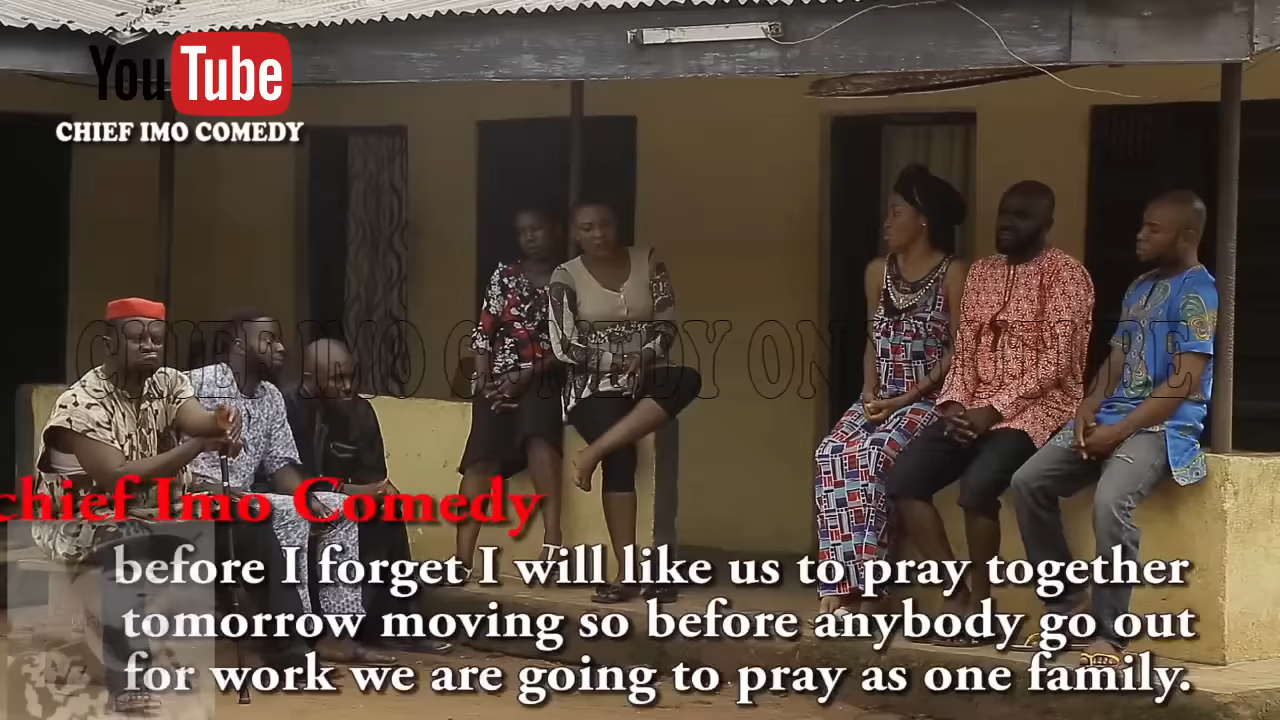 YouTube
CHIEF IMO COMEDY
CHIEF IMO COMEDY ON YOUTUBE
chief Imo Comedy
before I forget I will like us to pray together
tomorrow moving so before anybody go out
for work we are going to pray as one family.